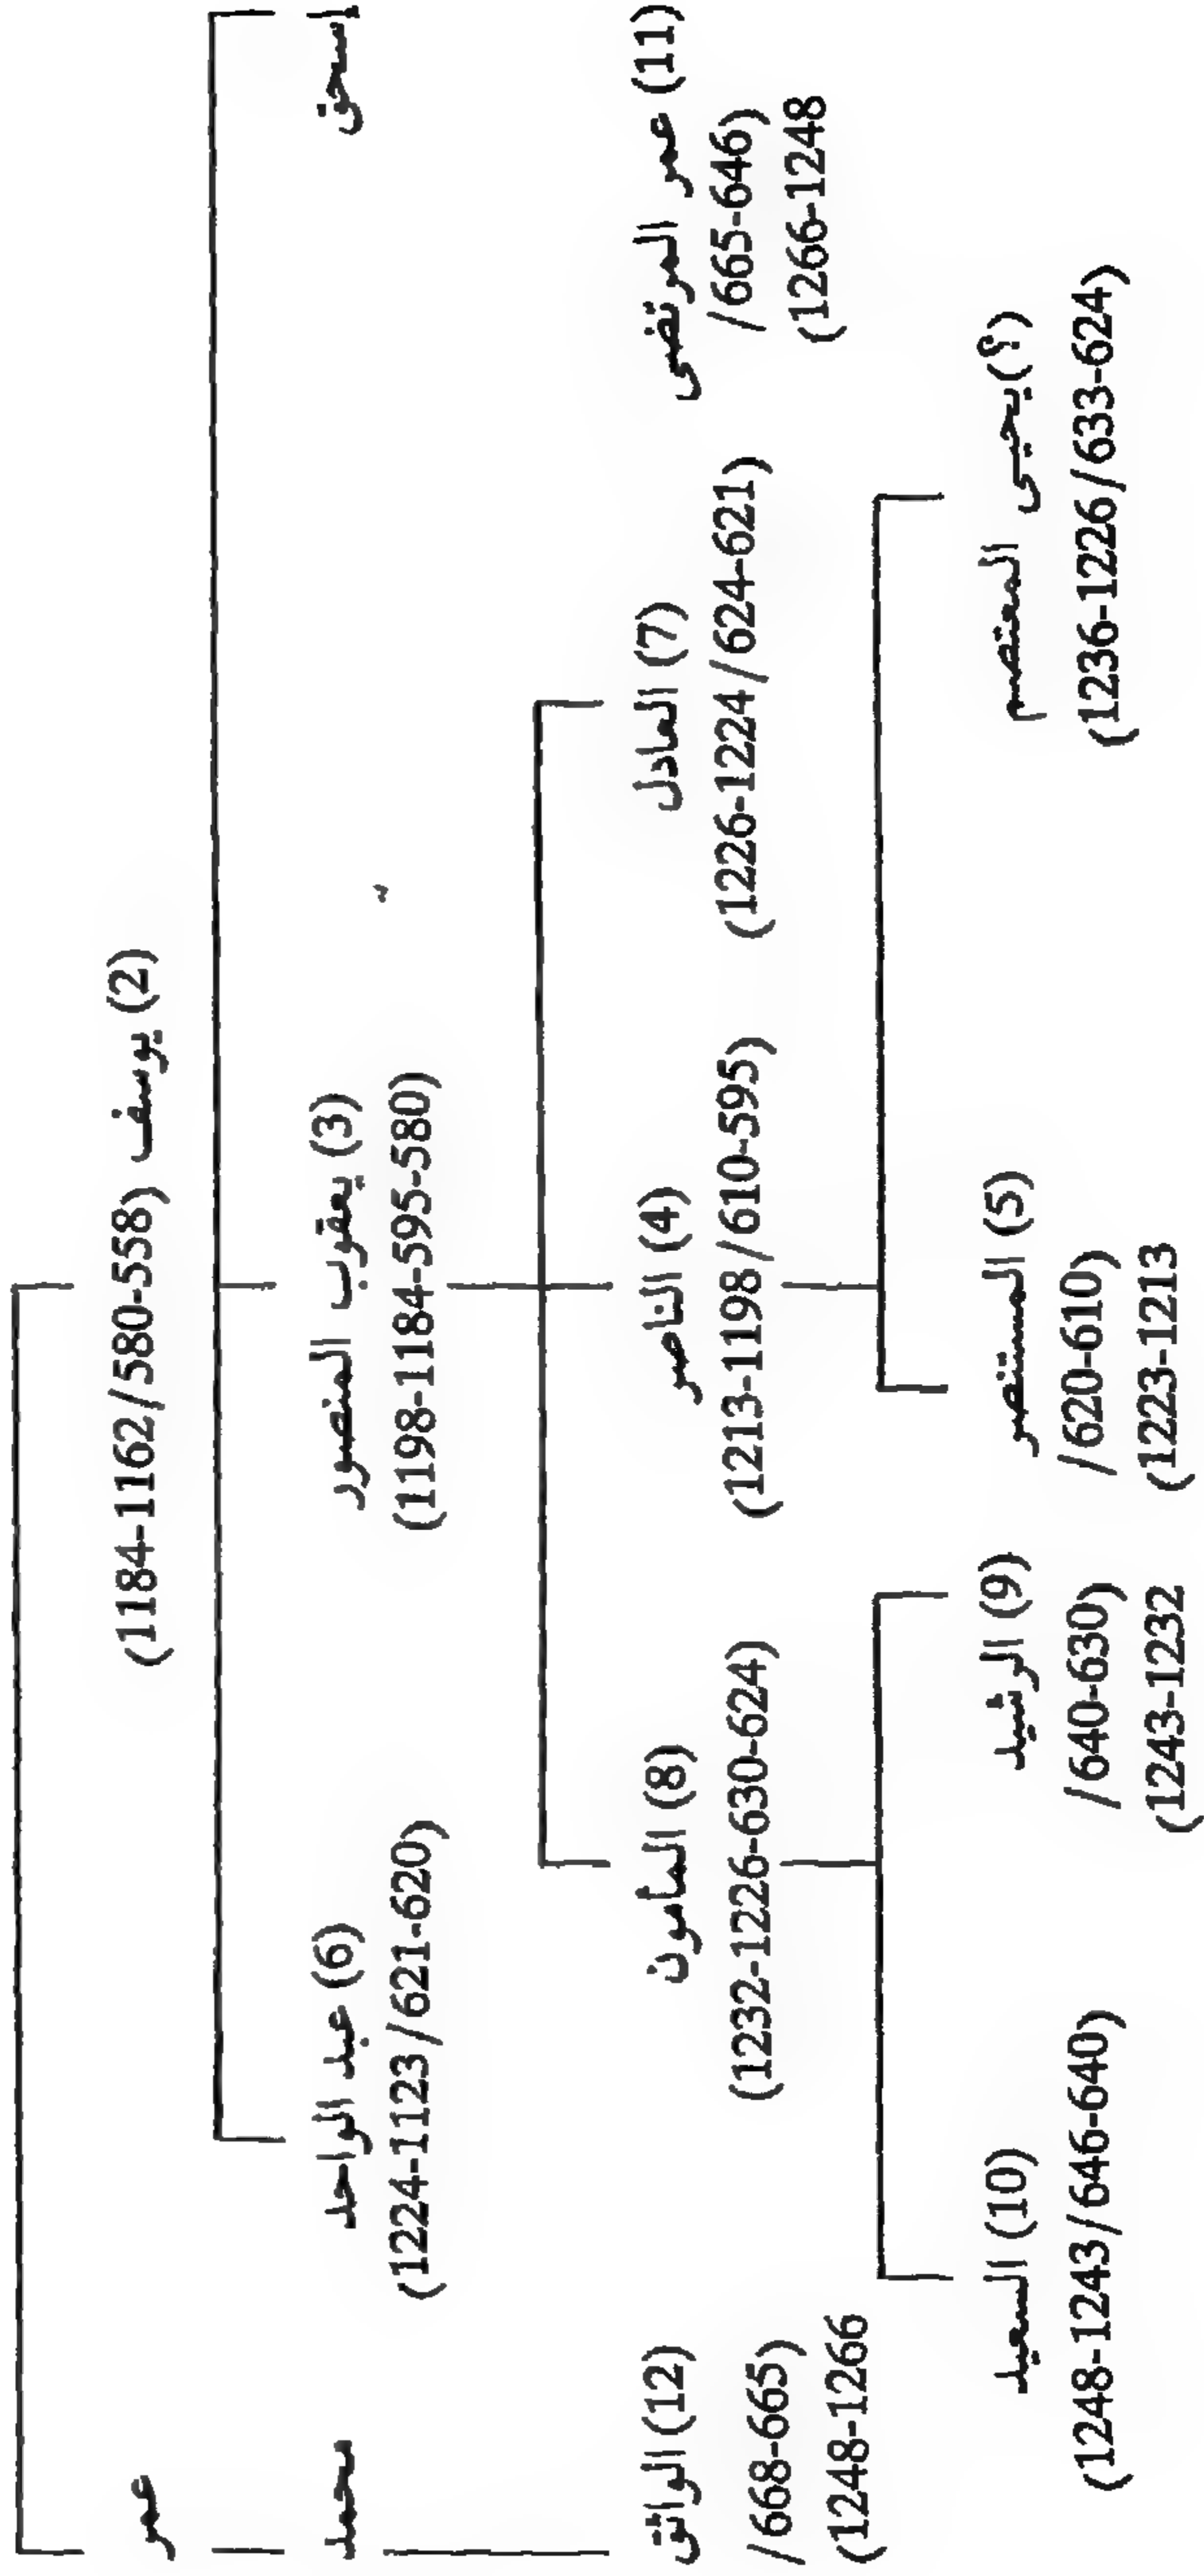 (2) يوسف (558-580/1162-1184)
عمر
إسحق
(3) يعقوب المنصور
(580-595-1184-1198)
(6) عبد الواحد
(620-621/1123-1224)
محمد
(11) عمر المرتضى
(646-665/
1248-1266)
(7) العادل
(621-624/1224-1226)
(4) الناصر
(595-610/1198-1213)
(8) المأمون
(624-630-1226-1232)
(12) الواثق
(665-668/
1266-1248)
(؟)يحيى المعتصم
(624-633/1226-1236)
(5) المستنصر
(610-620/
1213-1223)
(9) الرشيد
(630-640/
1232-1243)
(10) السعيد
(640-646/1243-1248)